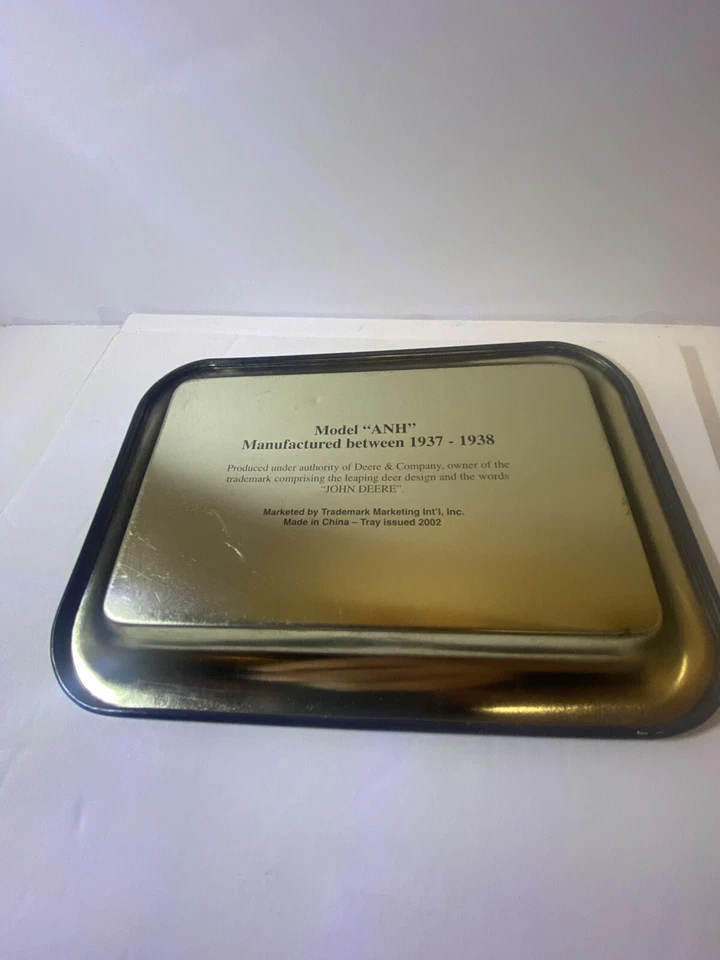 Model “ANH”
Manufactured between 1937 - 1938
Produced under authority of Deere & Company, owner of the
trademark comprising the leaping deer design and the words
“JOHN DEERE”.
Marketed by Trademark Marketing Int'l, Inc.
Made in China – Tray issued 2002